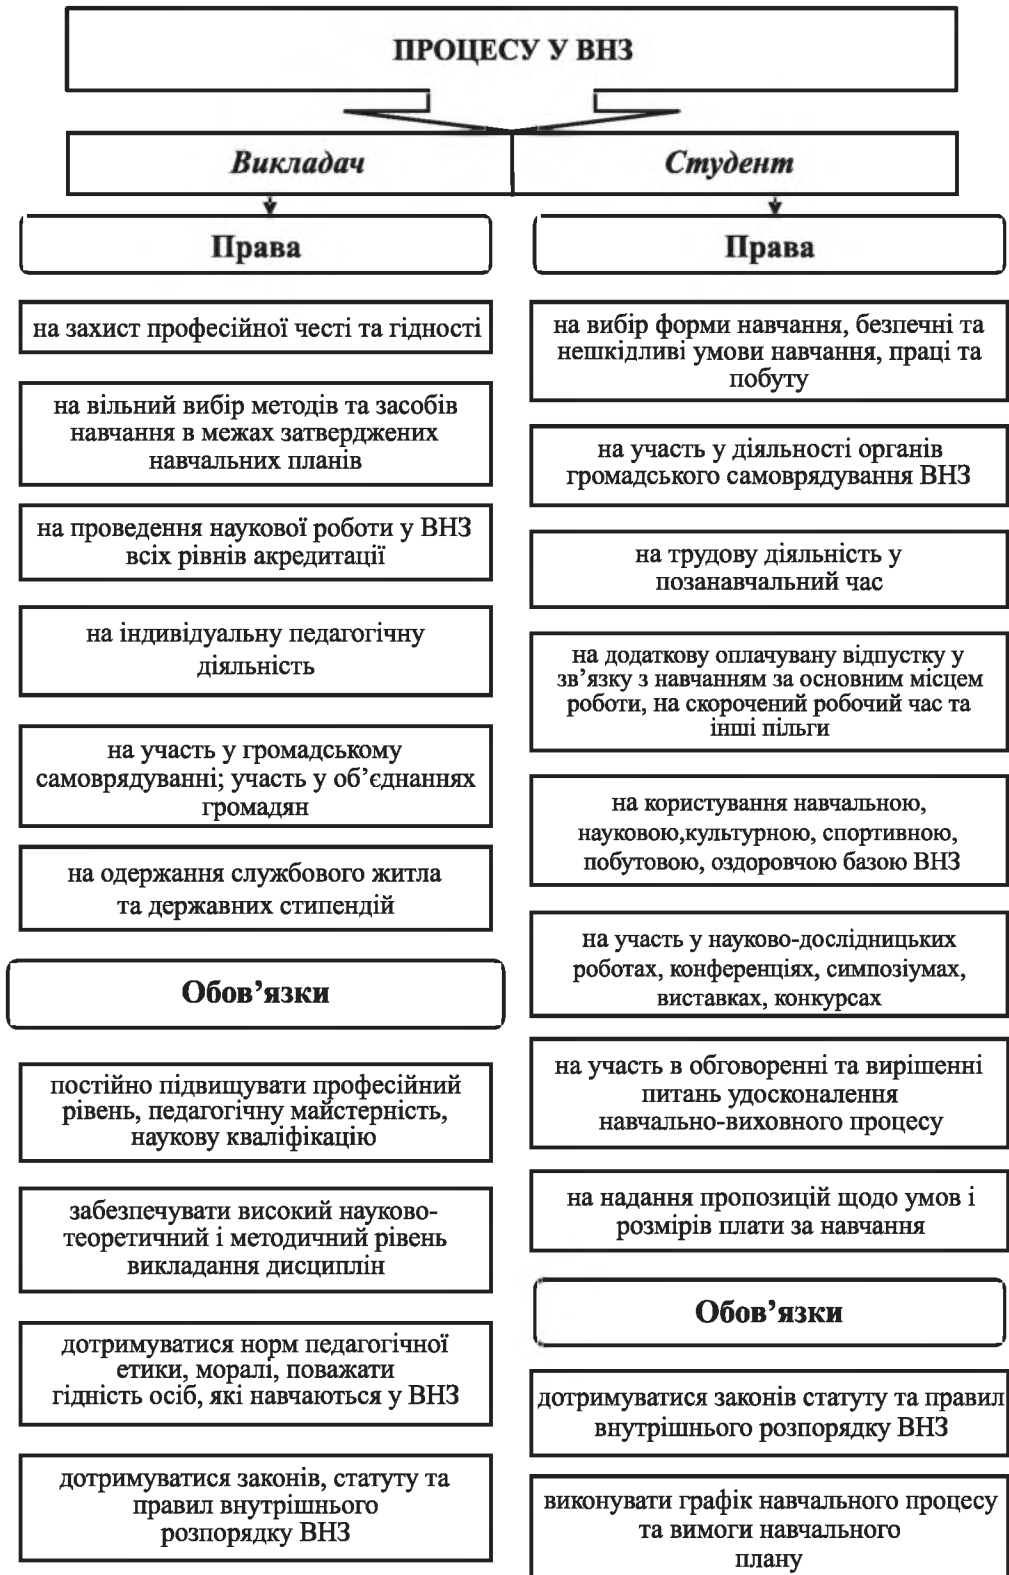 ПРОЦЕСУ У ВНЗ
Викладач
Студент
Права
на захист професійної честі та гідності
на вільний вибір методів та засобів
навчання в межах затверджених
навчальних планів
на проведення наукової роботи у ВНЗ
всіх рівнів акредитації
на індивідуальну педагогічну
діяльність
на участь у громадському
самоврядуванні; участь у об’єднаннях
громадян
на одержання службового житла
та державних стипендій
Обов’язки
постійно підвищувати професійний
рівень, педагогічну майстерність,
наукову кваліфікацію
забезпечувати високий науково-
теоретичний і методичний рівень
викладання дисциплін
дотримуватися норм педагогічної
етики, моралі, поважати
гідність осіб, які навчаються у ВНЗ
дотримуватися законів, статуту та
правил внутрішнього
розпорядку ВНЗ
Права
на вибір форми навчання, безпечні та
нешкідливі умови навчання, праці та
побуту
на участь у діяльності органів
громадського самоврядування ВНЗ
на трудову діяльність у
позанавчальний час
на додаткову оплачувану відпустку у
зв’язку з навчанням за основним місцем
роботи, на скорочений робочий час та
інші пільги
на користування навчальною,
науковою,культурною, спортивною,
побутовою, оздоровчою базою ВНЗ
на участь у науково-дослідницьких
роботах, конференціях, симпозіумах,
виставках, конкурсах
на участь в обговоренні та вирішенні
питань удосконалення
навчально-виховного процесу
на надання пропозицій щодо умов і
розмірів плати за навчання
Обов’язки
дотримуватися законів статуту та правил
внутрішнього розпорядку ВНЗ
виконувати графік навчального процесу
та вимоги навчального
плану